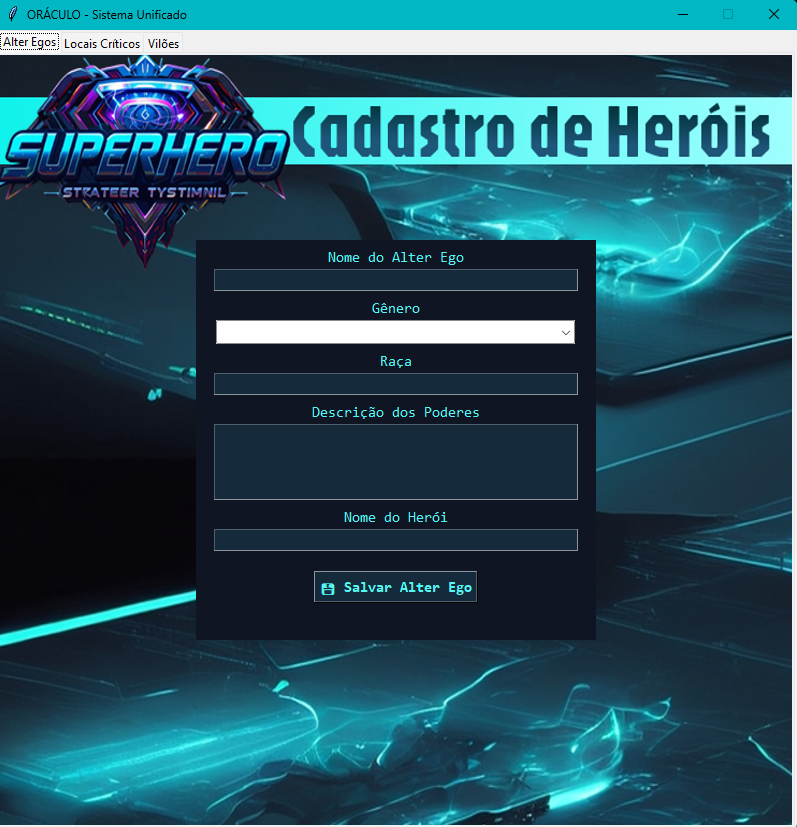 ORÁCULO - Sistema Unificado
Alter Egos Locais Críticos Vilões
SUPERHERO
STRATEER TYSTIMNIL
Cadastro de Heróis
Nome do Alter Ego
Gênero
Raça
Descrição dos Poderes
Nome do Herói
Salvar Alter Ego